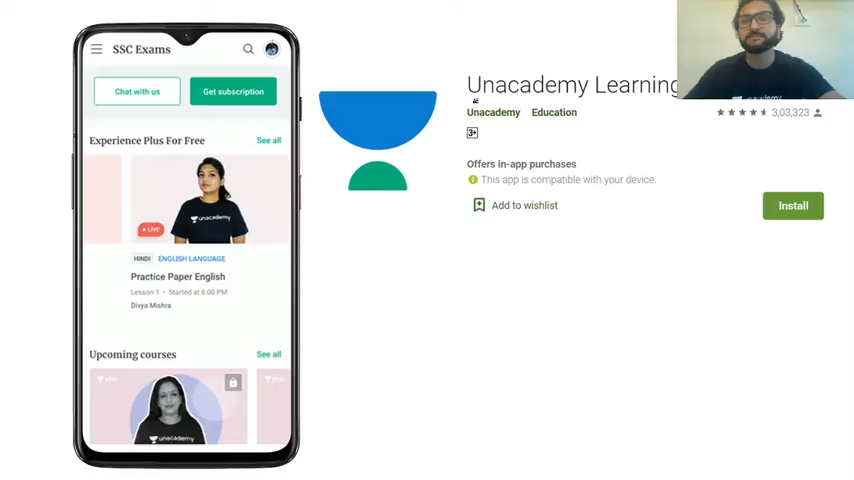 SSC Exams
Chat with us
Get subscription
Experience Plus For Free
See all
unacademy
LIVE
HINDI ENGLISH LANGUAGE
Practice Paper English
Lesson 1 • Started at 6:00 PM
Divya Mishra
Upcoming courses
See all
unacademy
Unacademy Learning
Unacademy Education
3,03,323
3+
Offers in-app purchases
This app is compatible with your device.
Add to wishlist
Install